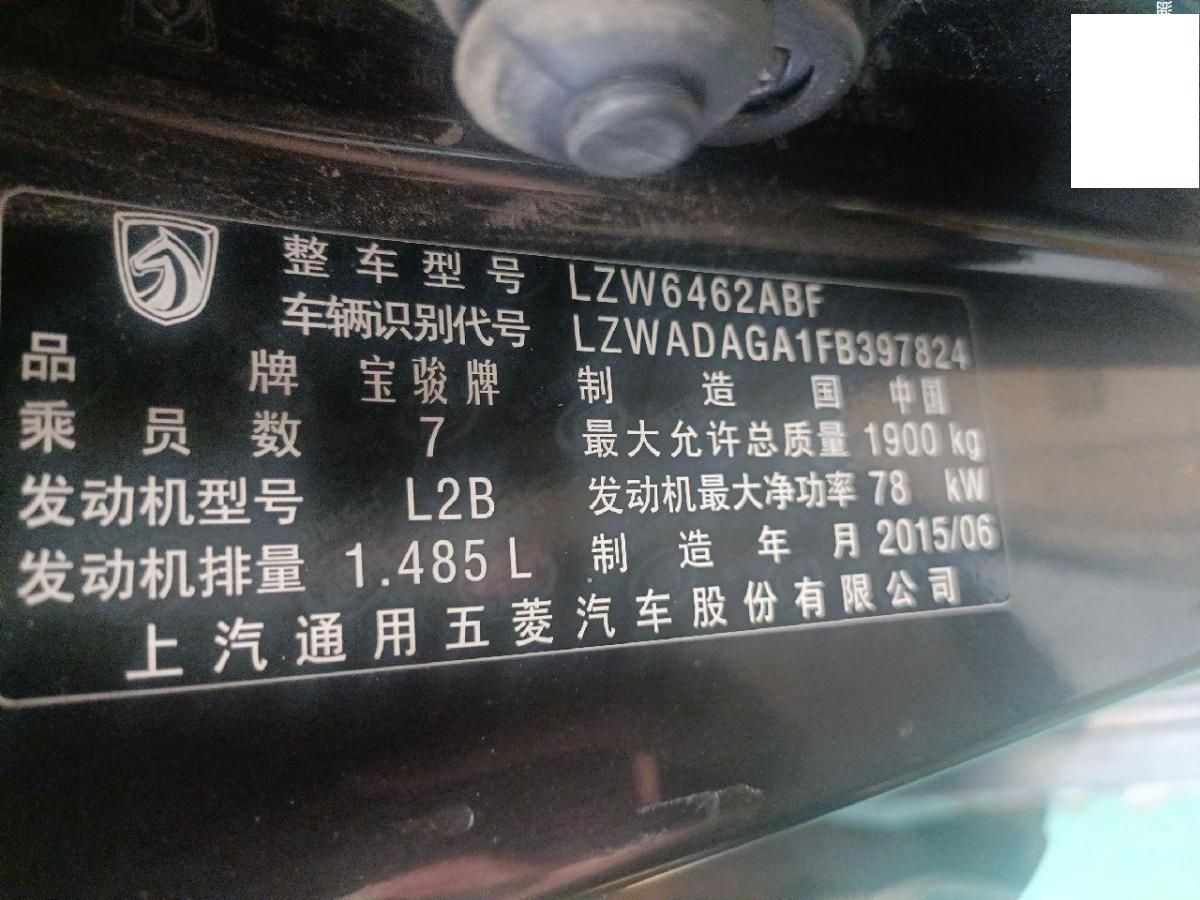 整车型号 LZW6462ABF
车辆识别代号 LZWADAGA1FB397824
品牌 宝骏牌 制造国 中国
乘员数 7 最大允许总质量 1900 kg
发动机型号 L2B 发动机最大净功率 78 kW
发动机排量 1.485 L 制造年月 2015/06
上汽通用五菱汽车股份有限公司